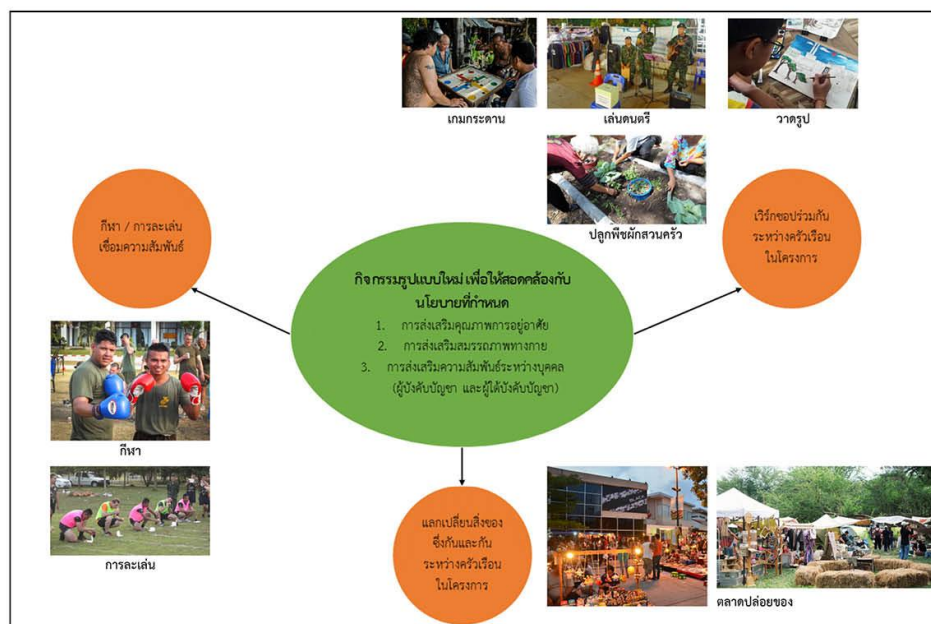 เกมกระดาน
เล่นดนตรี
วาดรูป
ปลูกพืชผักสวนครัว
กีฬา / การละเล่น
เชื่อมความสัมพันธ์
เวิร์กชอปร่วมกัน
ระหว่างครัวเรือน
ในโครงการ
กิจกรรมรูปแบบใหม่ เพื่อให้สอดคล้องกับ
นโยบายที่กำหนด
1. การส่งเสริมคุณภาพการอยู่อาศัย
2. การส่งเสริมสมรรถภาพทางกาย
3. การส่งเสริมความสัมพันธ์ระหว่างบุคคล
(ผู้บังคับบัญชา และผู้ใต้บังคับบัญชา)
กีฬา
การละเล่น
แลกเปลี่ยนสิ่งของ
ซึ่งกันและกัน
ระหว่างครัวเรือน
ในโครงการ
ตลาดปล่อยของ